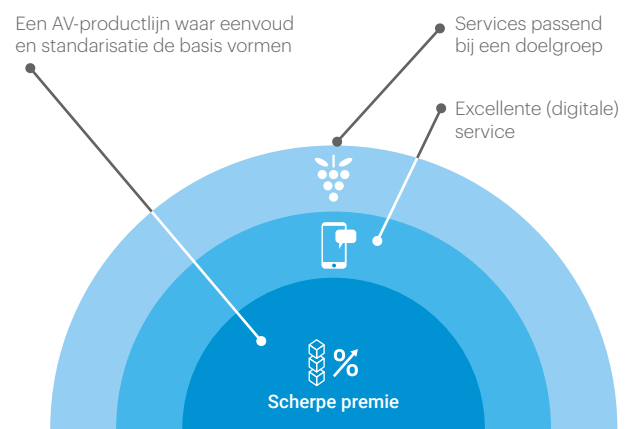 Een AV-productlijn waar eenvoud
en standarisatie de basis vormen
Services passend
bij een doelgroep
Excellente (digitale)
service
%
Scherpe premie